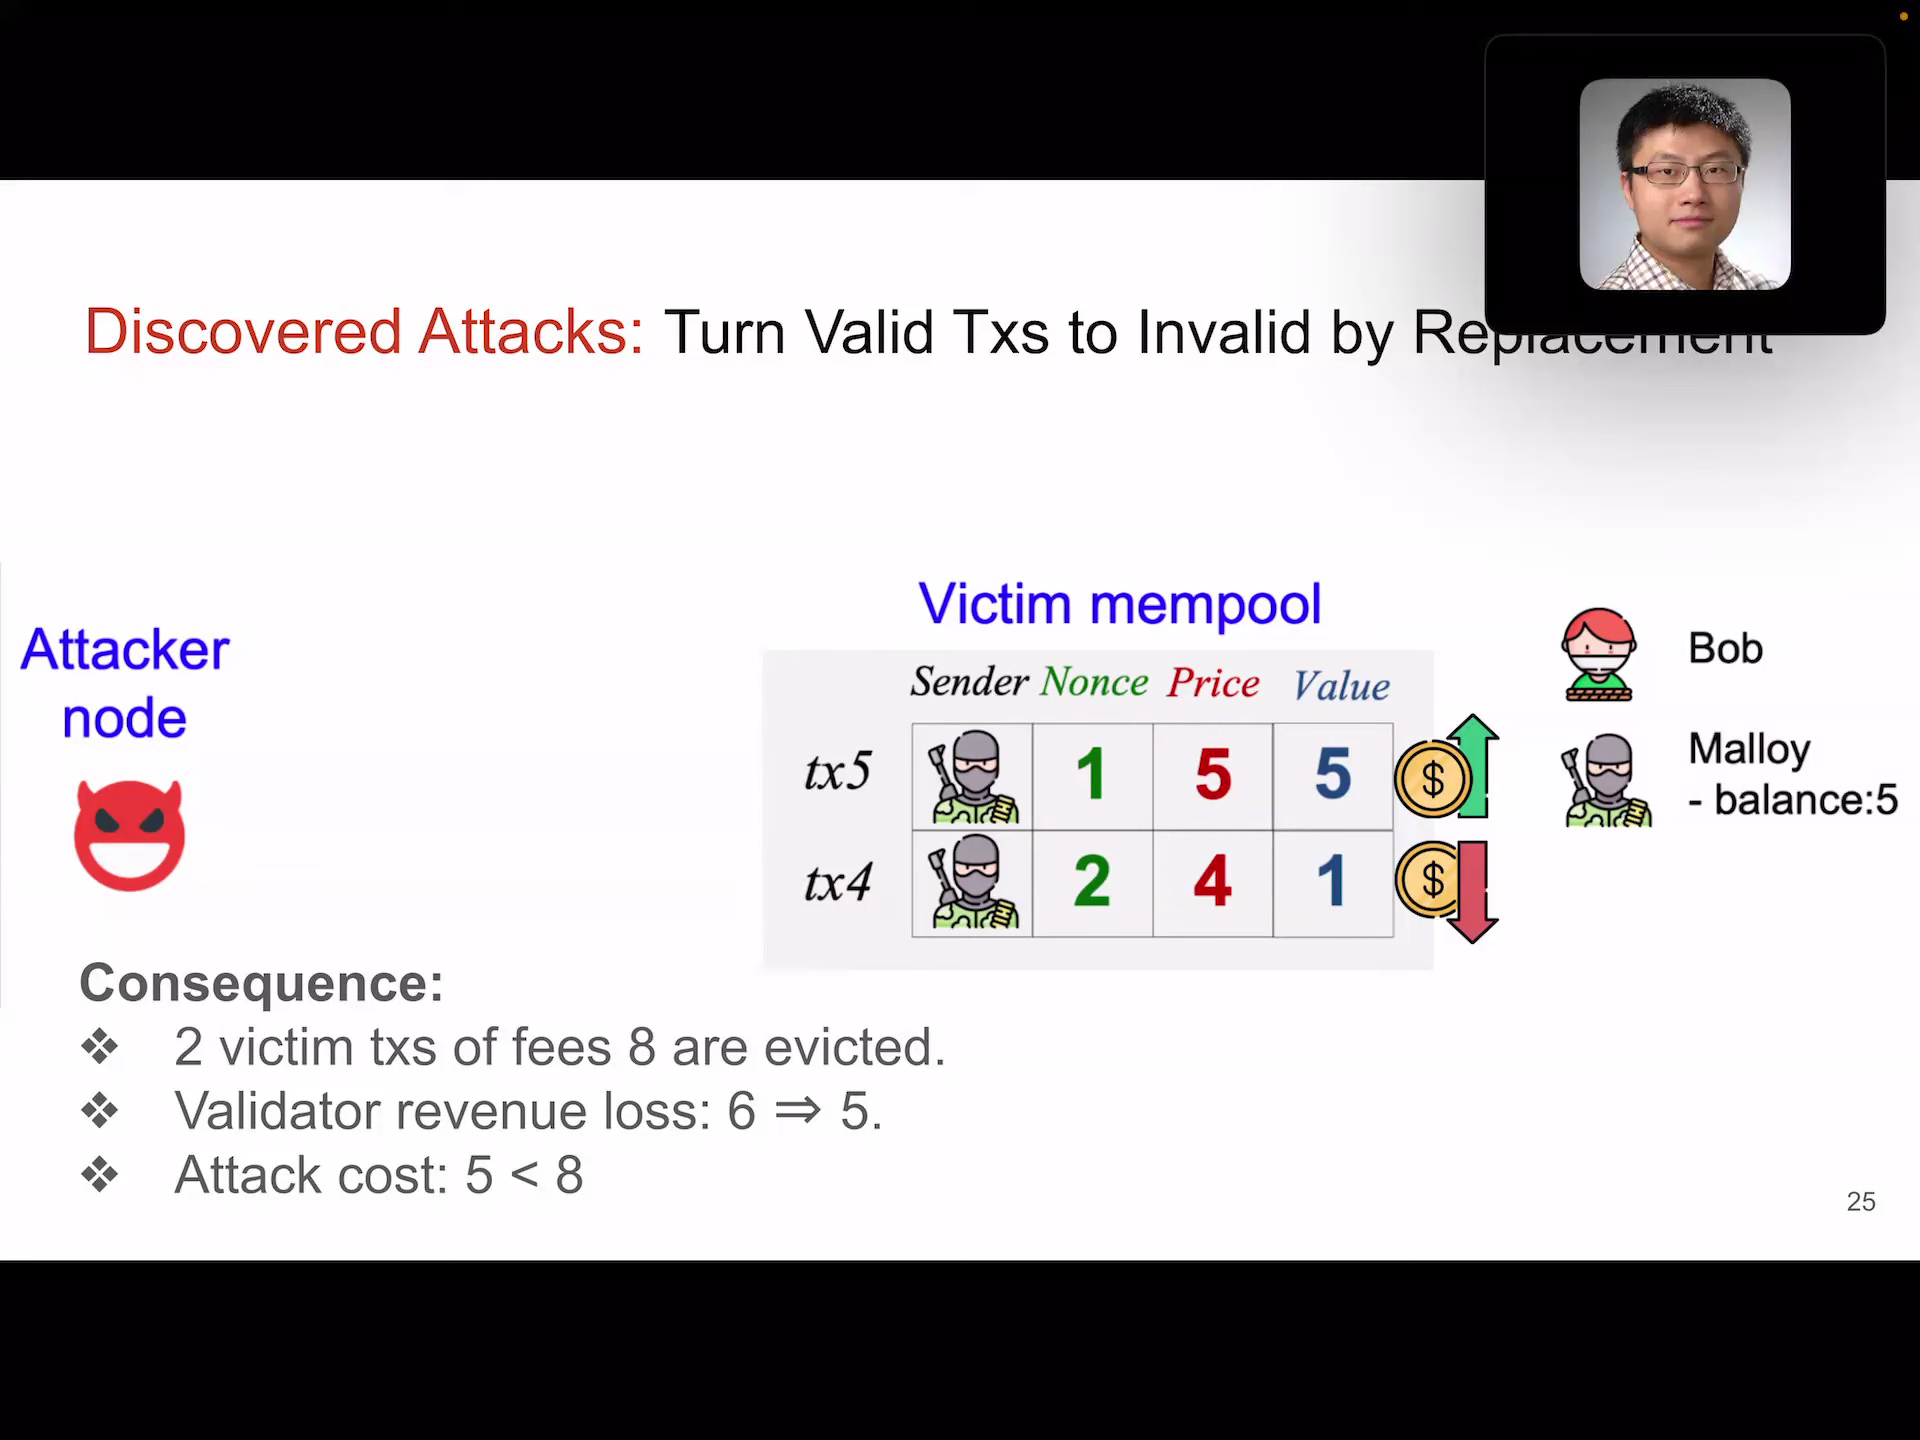 Discovered Attacks: Turn Valid Txs to Invalid by Replacement
Victim mempool
Attacker
node
Sender Nonce Price Value
tx5 1 5 5
tx4 2 4 1
$
$
Bob
Malloy
- balance:5
Consequence:
❖ 2 victim txs of fees 8 are evicted.
❖ Validator revenue loss: 6 ⇒ 5.
❖ Attack cost: 5 < 8
25